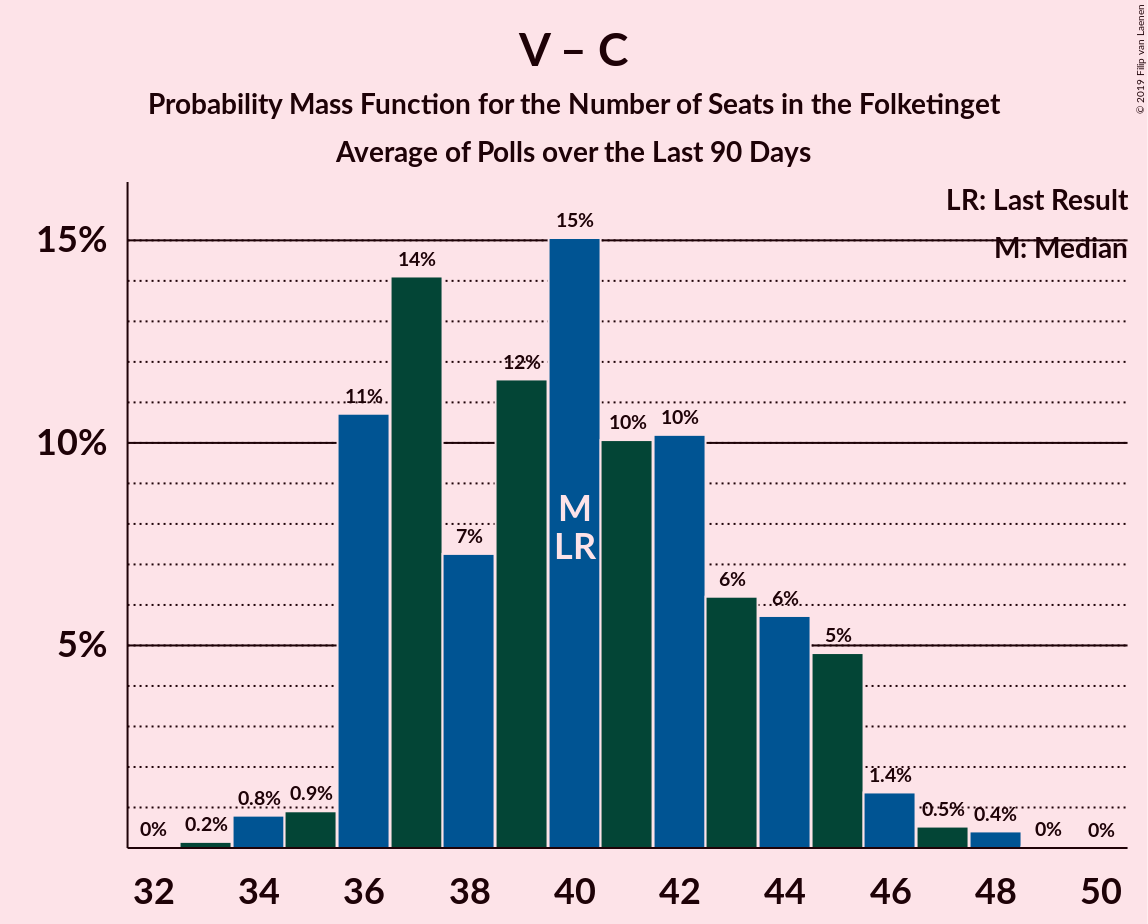 V – C
Probability Mass Function for the Number of Seats in the Folketinget
Average of Polls over the Last 90 Days
© 2019 Filip van Laenen
LR: Last Result
M: Median
15%
10%
5%
0%
0.2%
0.8%
0.9%
11%
14%
7%
12%
15%
10%
10%
6%
6%
5%
1.4%
0.5%
0.4%
0%
0%
M
LR
32 34 36 38 40 42 44 46 48 50